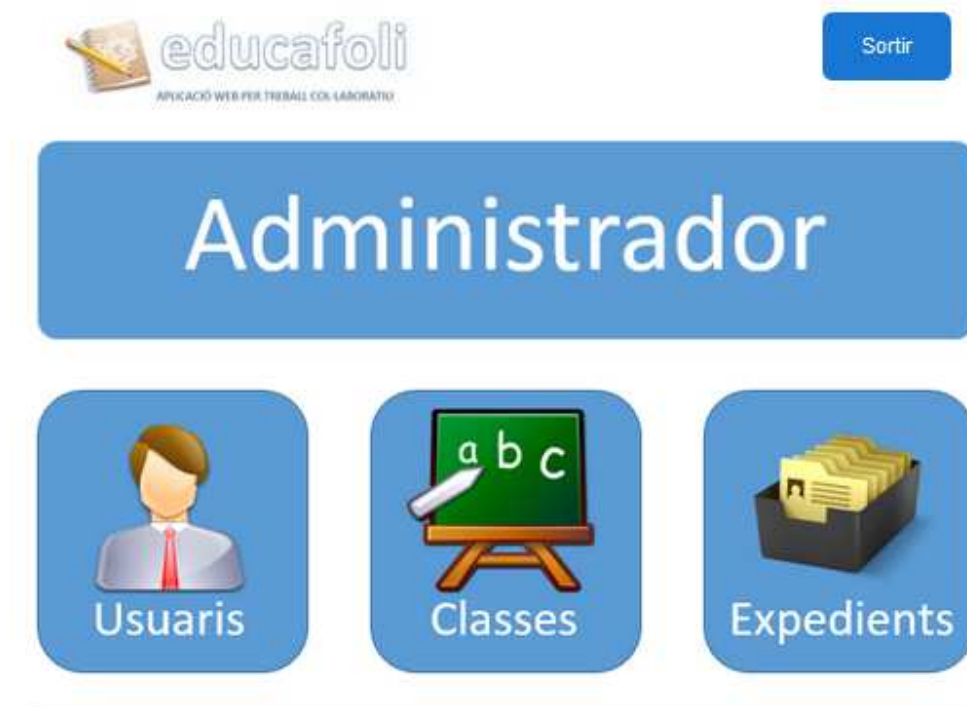 educafoli
APLICACIÓ WEB PER TREBALL COL·LABORATIU
Sortir
Administrador
a b c
Usuaris
Classes
Expedients